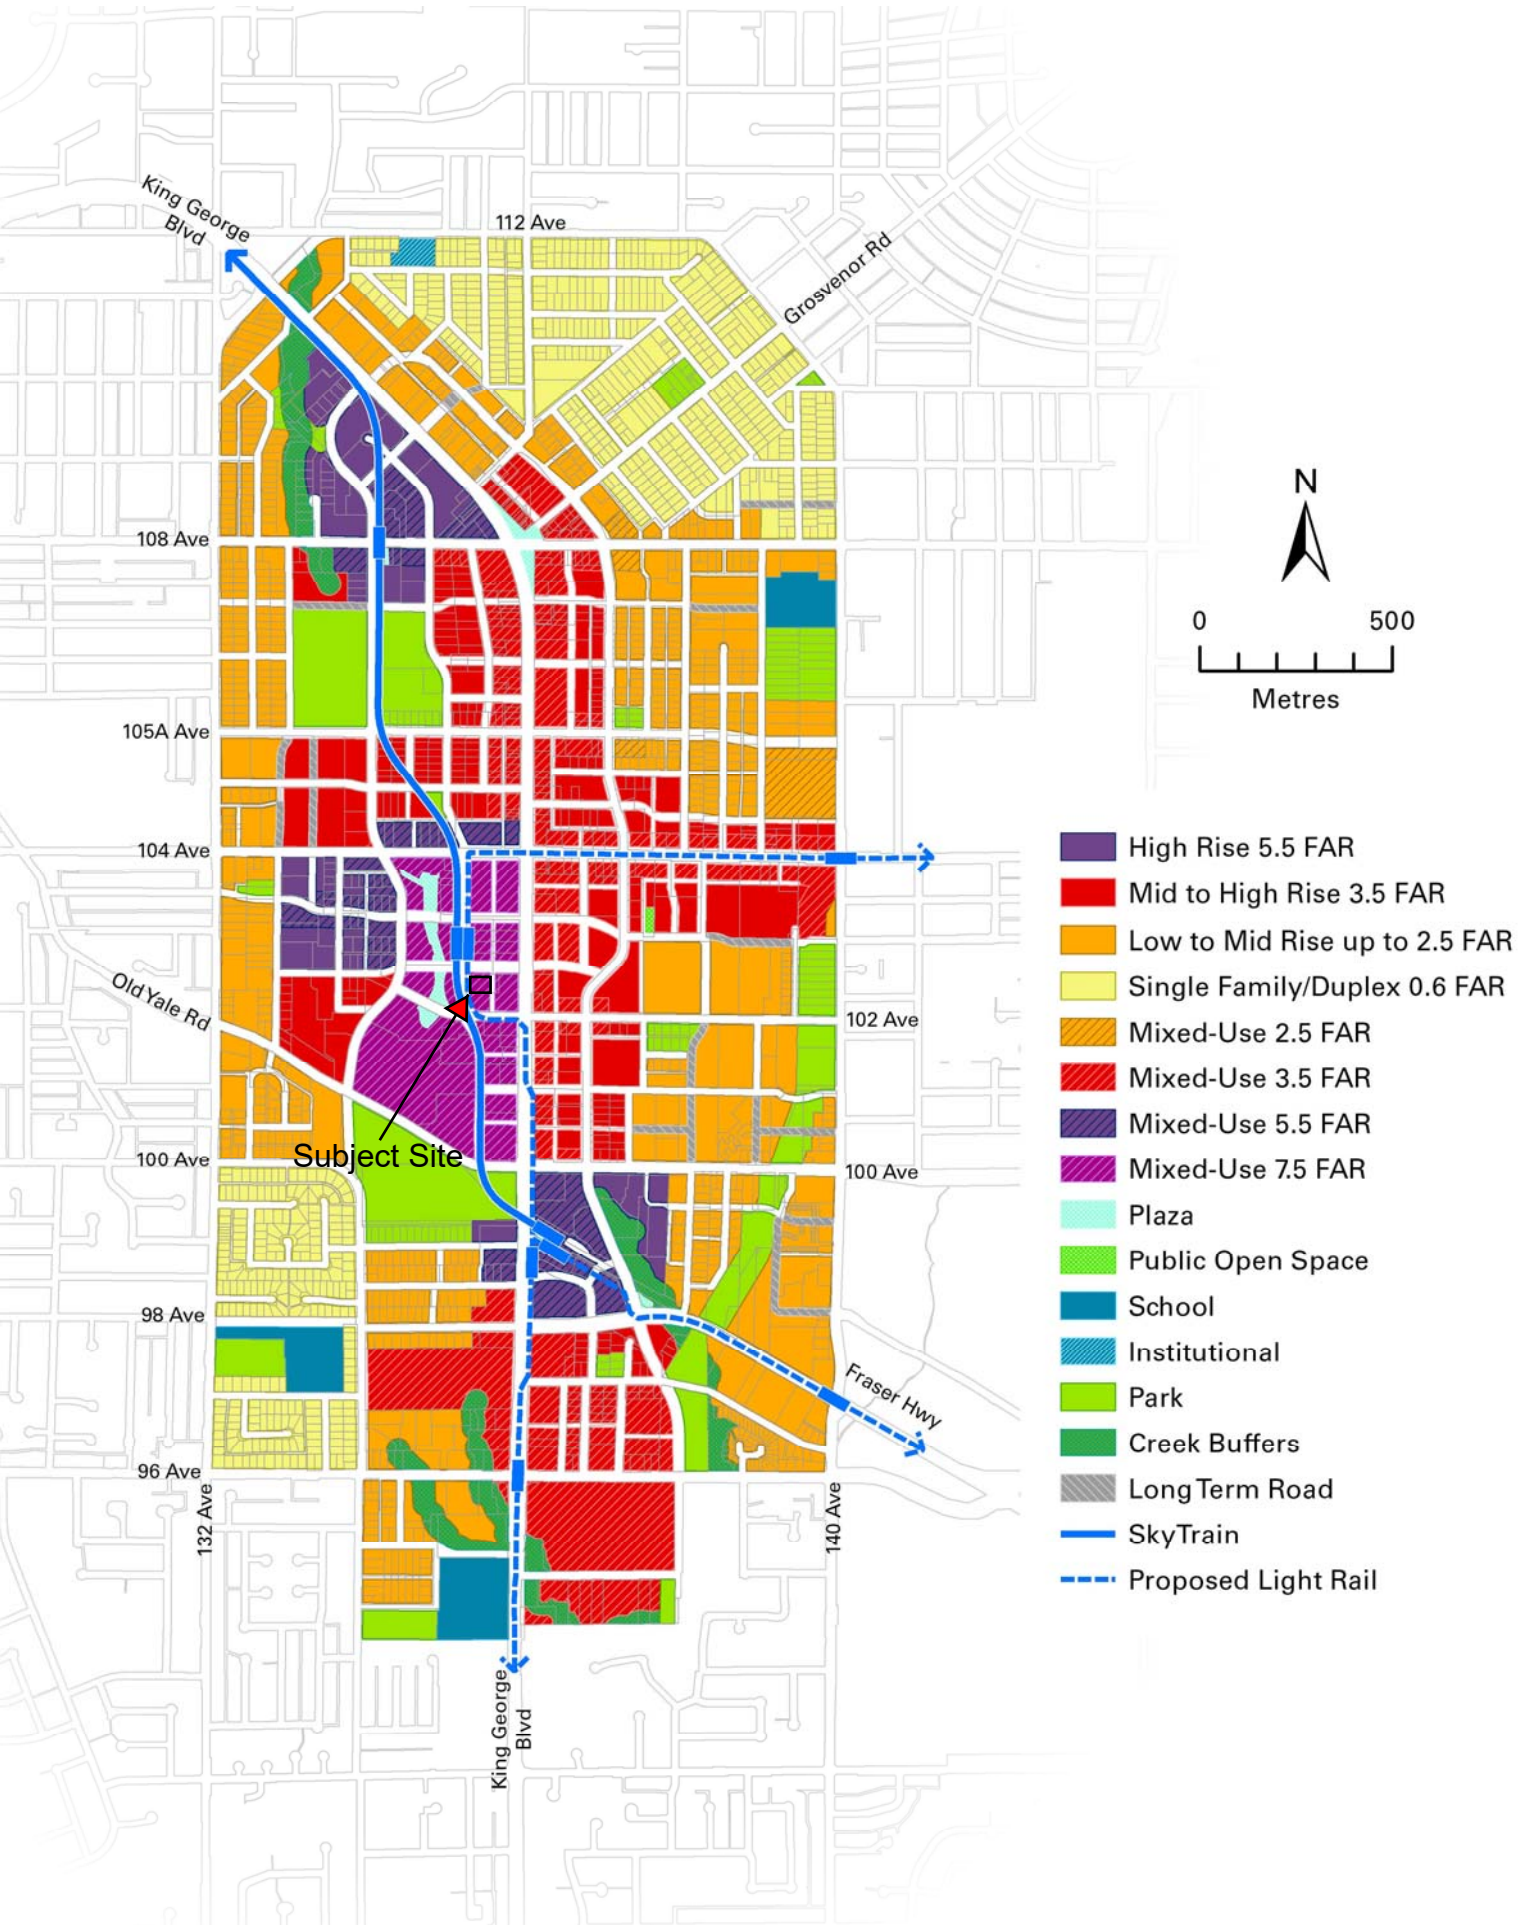 King George
Blvd
112 Ave
Grosvenor Rd
N
108 Ave
0 500
Metres
105A Ave
104 Ave
High Rise 5.5 FAR
Mid to High Rise 3.5 FAR
Low to Mid Rise up to 2.5 FAR
Single Family/Duplex 0.6 FAR
Mixed-Use 2.5 FAR
Mixed-Use 3.5 FAR
Mixed-Use 5.5 FAR
Mixed-Use 7.5 FAR
Plaza
Public Open Space
School
Institutional
Park
Creek Buffers
Long Term Road
SkyTrain
Proposed Light Rail
Old Yale Rd
102 Ave
Subject Site
100 Ave
100 Ave
98 Ave
Fraser Hwy
96 Ave
132 Ave
140 Ave
King George
Blvd